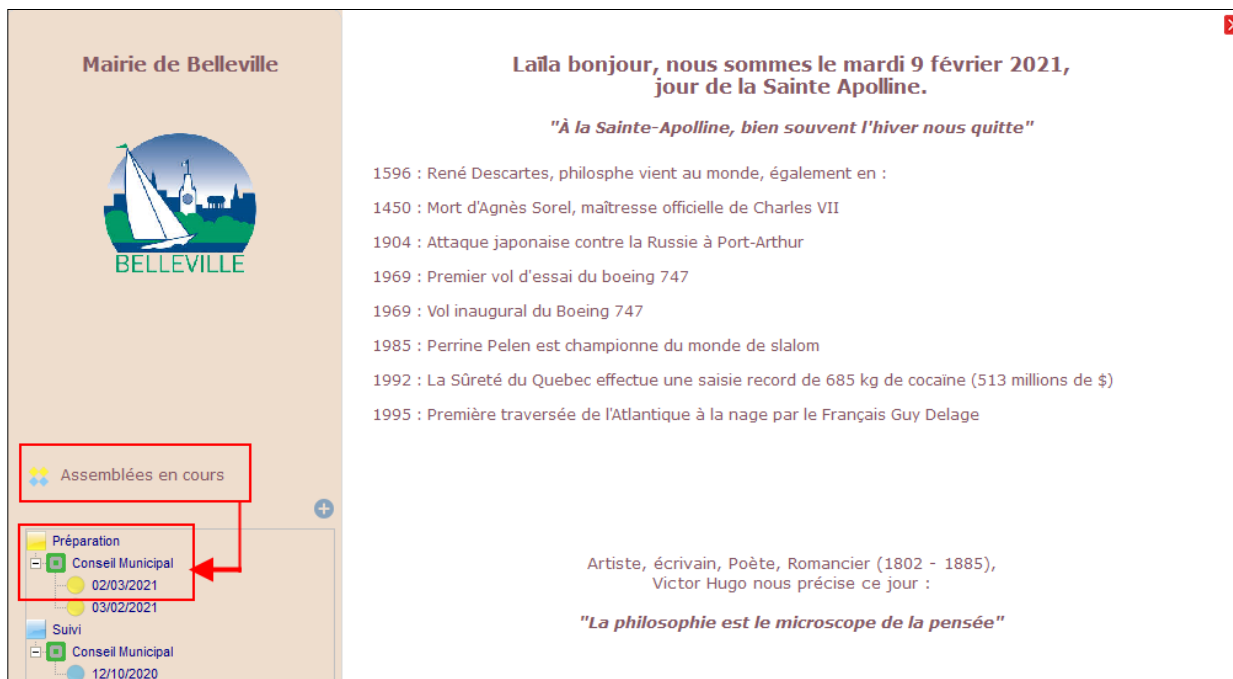 Mairie de Belleville
BELLEVILLE
Assemblées en cours
Préparation
Conseil Municipal
02/03/2021
03/02/2021
Suivi
Conseil Municipal
12/10/2020
Laïla bonjour, nous sommes le mardi 9 février 2021,
jour de la Sainte Apolline.
"À la Sainte-Apolline, bien souvent l'hiver nous quitte"
1596 : René Descartes, philosphe vient au monde, également en :
1450 : Mort d'Agnès Sorel, maîtresse officielle de Charles VII
1904 : Attaque japonaise contre la Russie à Port-Arthur
1969 : Premier vol d'essai du boeing 747
1969 : Vol inaugural du Boeing 747
1985 : Perrine Pelen est championne du monde de slalom
1992 : La Sûreté du Quebec effectue une saisie record de 685 kg de cocaïne (513 millions de $)
1995 : Première traversée de l'Atlantique à la nage par le Français Guy Delage
Artiste, écrivain, Poète, Romancier (1802 - 1885),
Victor Hugo nous précise ce jour :
"La philosophie est le microscope de la pensée"